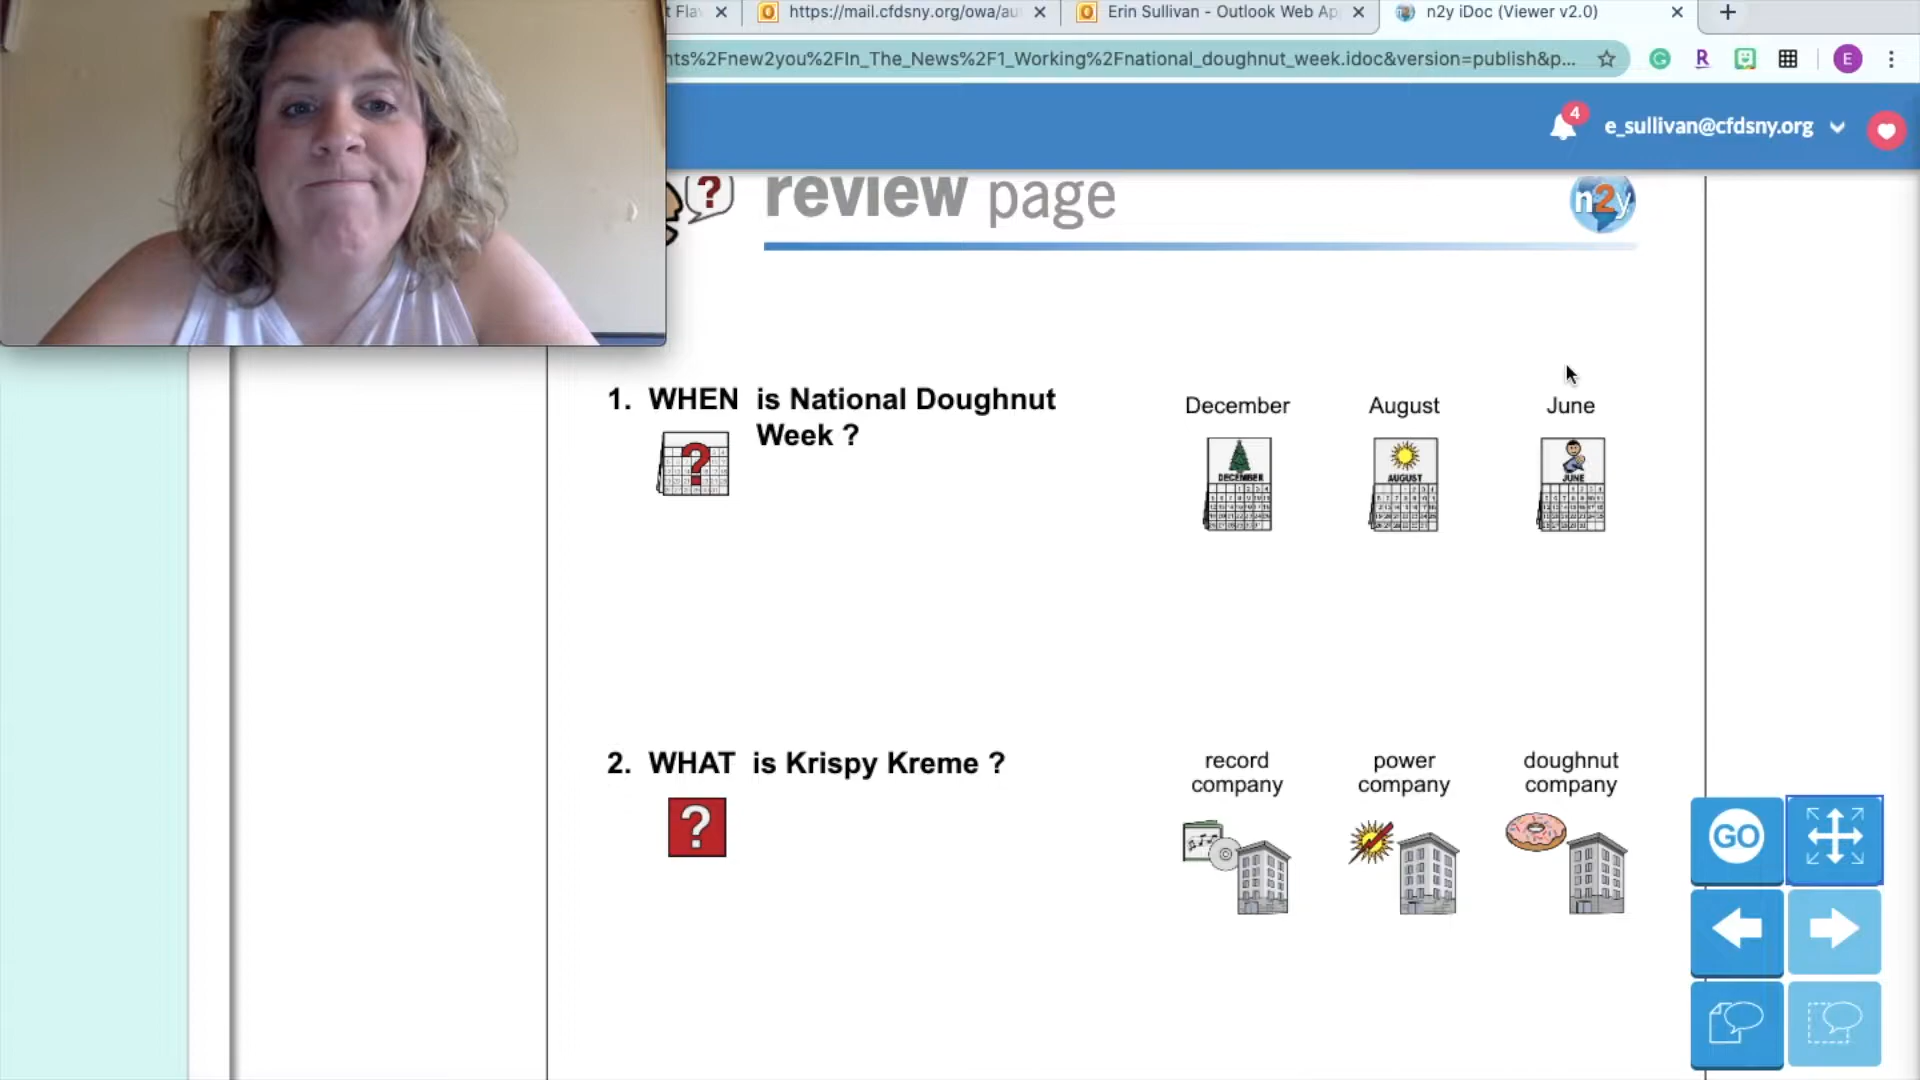 t Fla
https://mail.cfdsny.org/owa/au
Erin Sullivan - Outlook Web Ap
n2y iDoc (Viewer v2.0)
nts%2Fnew2you%2FIn_The_News%2F1_Working%2Fnational_doughnut_week.idoc&version=publish&p...
R
E
4
e_sullivan@cfdsny.org
?
review page
n2y
1. WHEN is National Doughnut
Week ?
?
December
August
June
DECEMBER
AUGUST
JUNE
2. WHAT is Krispy Kreme ?
?
record
company
power
company
doughnut
company
GO